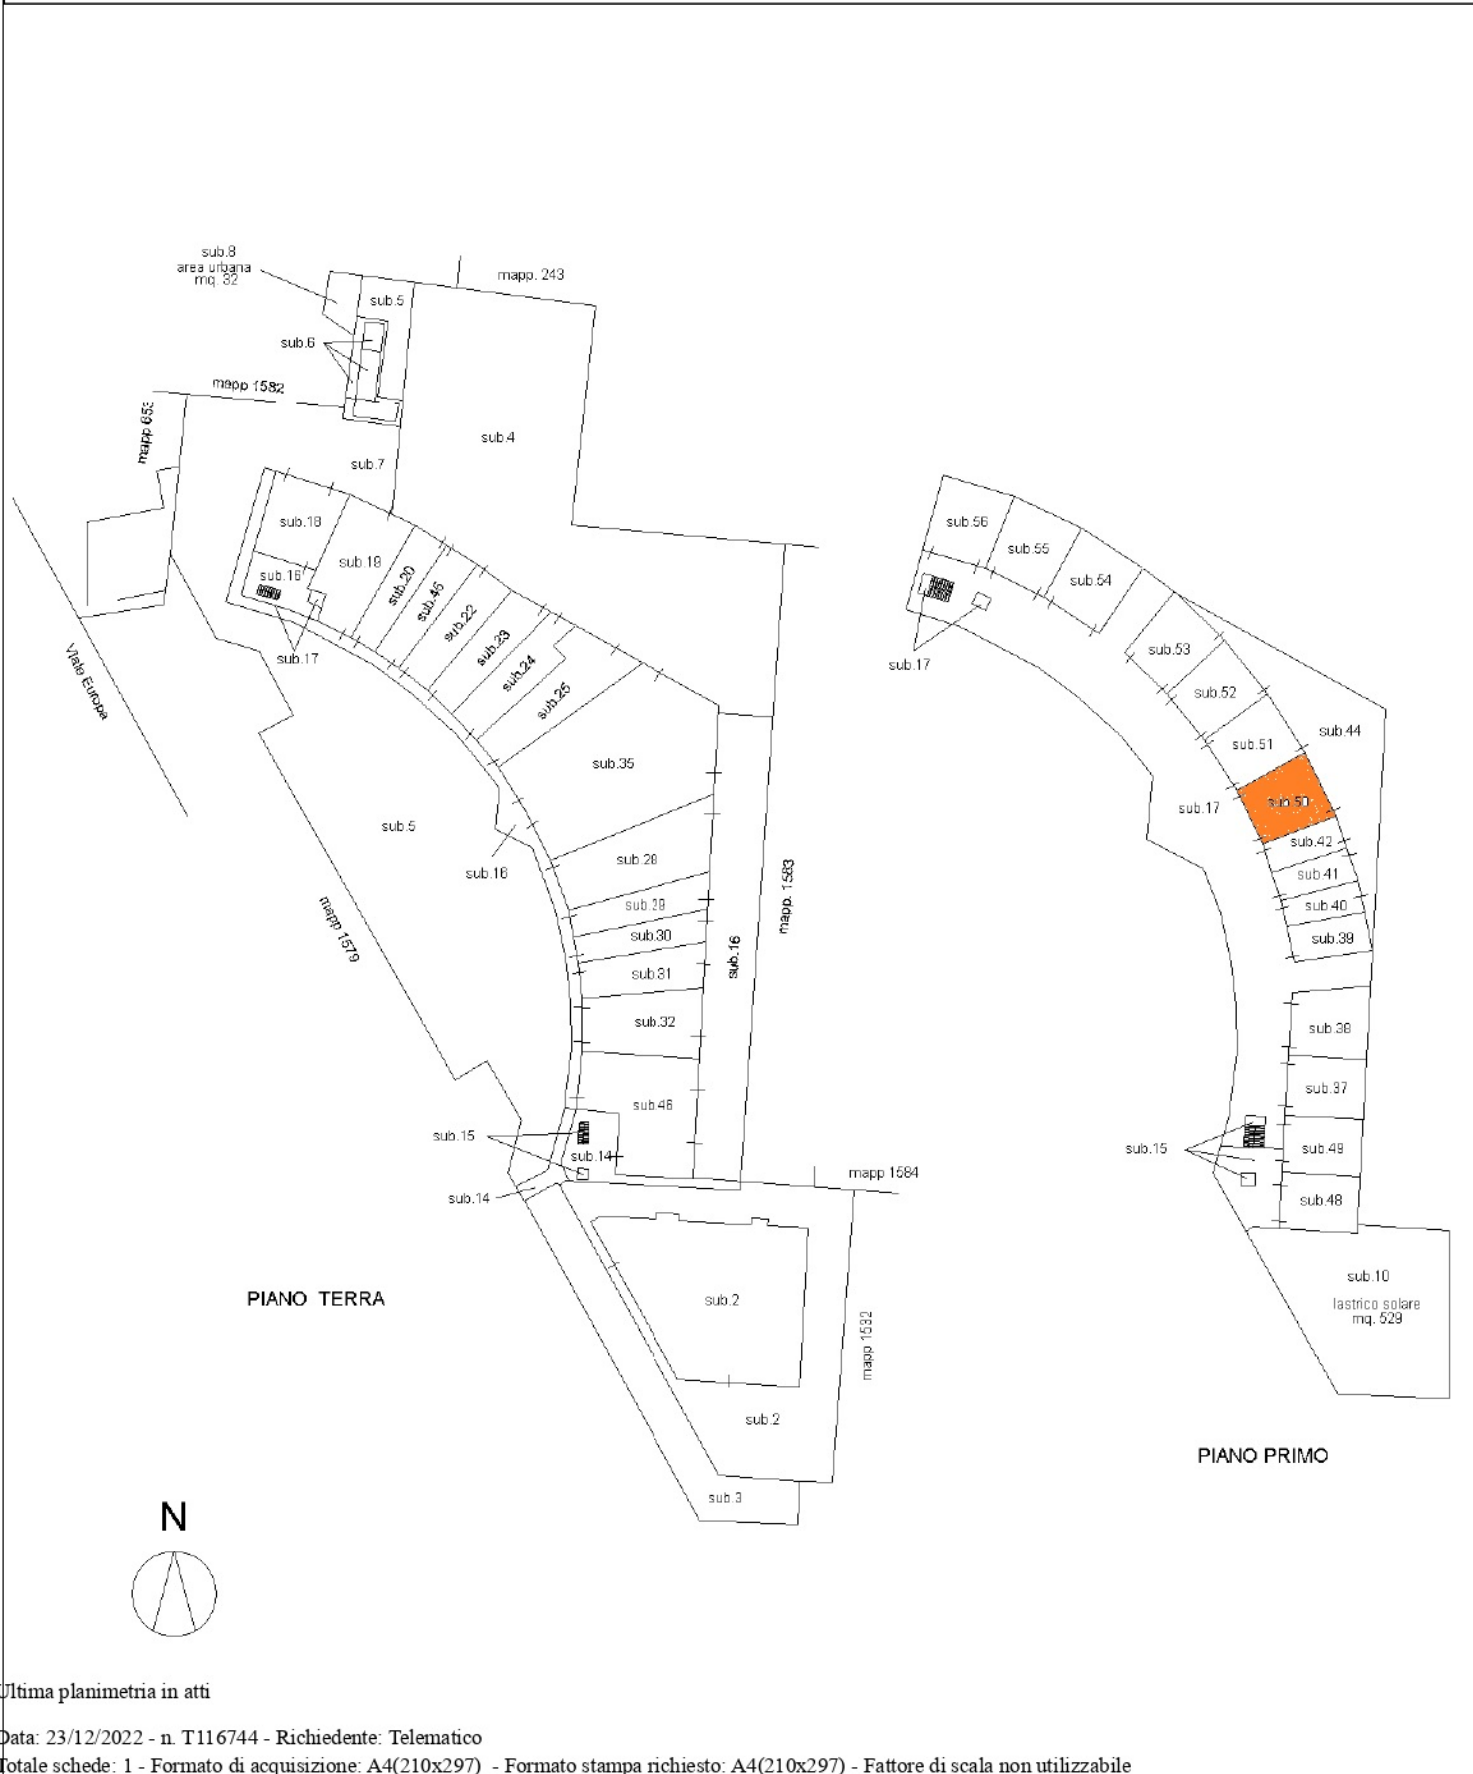 sub.8
area urbana
mq. 32
mapp. 243
sub.5
sub.6
mapp 1582
mapp 653
sub.4
sub.7
sub.18
sub.19
sub.16
sub.20
sub.45
sub.22
sub.23
sub.24
sub.25
sub.17
Viale Europa
sub.35
sub.5
sub.16
sub.28
sub.29
sub.30
sub.31
sub.32
sub.16
mapp. 1583
mapp 1579
sub.46
sub.15
sub.14
sub.14
mapp 1584
sub.2
mapp 1532
sub.2
sub.3
PIANO TERRA
sub.56
sub.55
sub.54
sub.17
sub.53
sub.52
sub.51
sub.44
sub.17
sub.50
sub.42
sub.41
sub.40
sub.39
sub.38
sub.37
sub.15
sub.49
sub.48
sub.10
lastrico solare
mq. 529
PIANO PRIMO
N
Ultima planimetria in atti
Data: 23/12/2022 - n. T116744 - Richiedente: Telematico
Totale schede: 1 - Formato di acquisizione: A4(210x297) - Formato stampa richiesto: A4(210x297) - Fattore di scala non utilizzabile